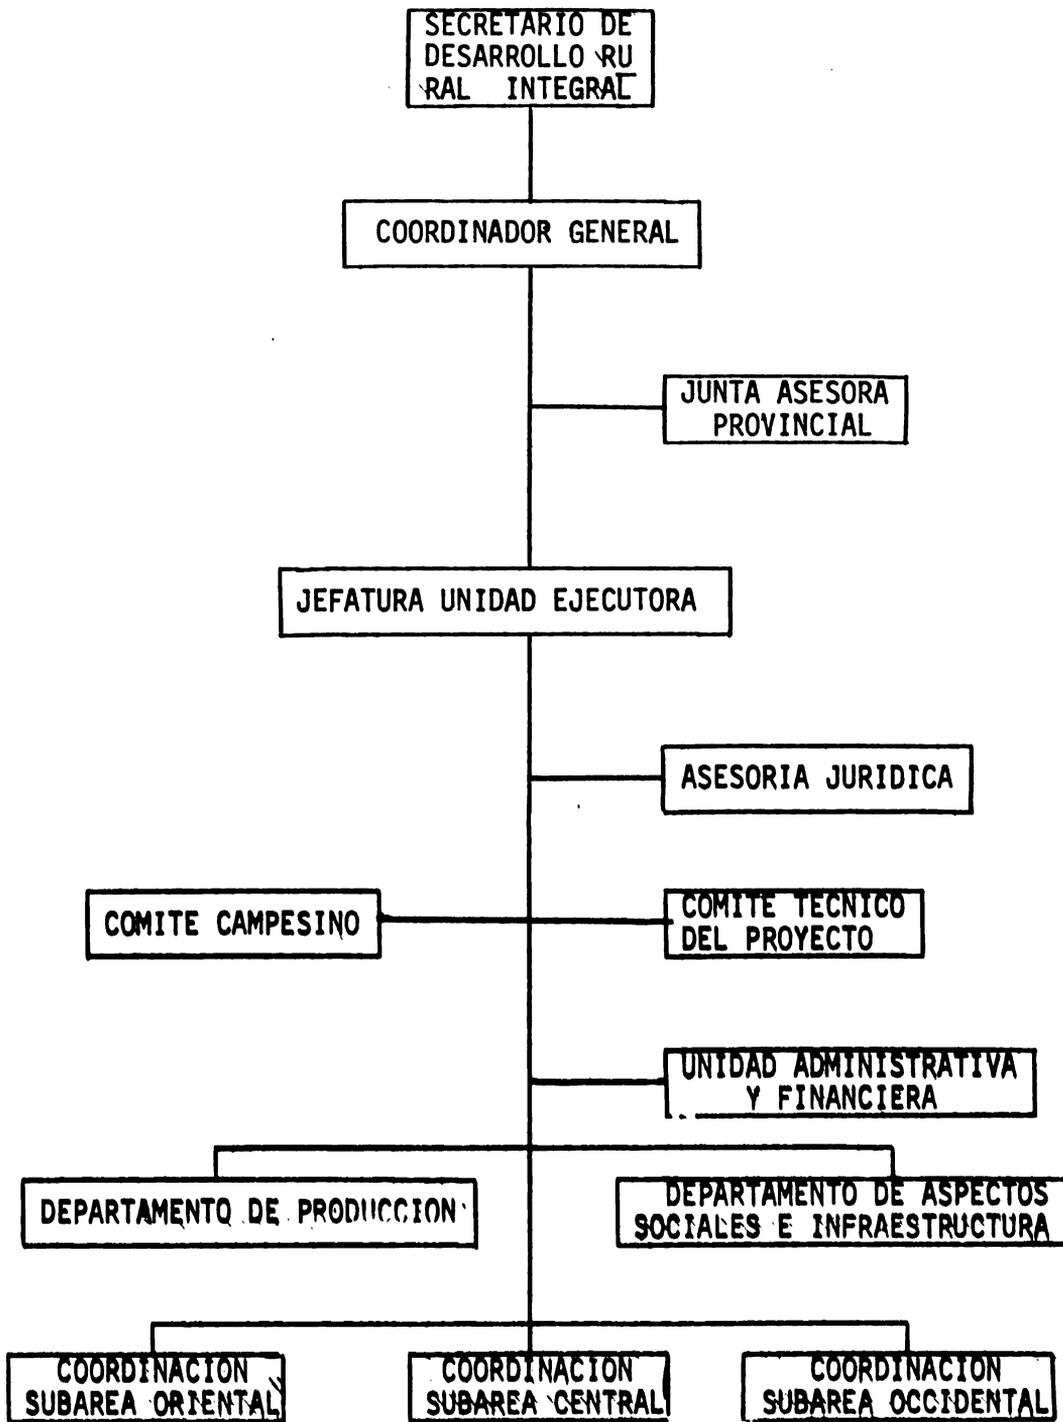 SECRETARIO DE
DESARROLLO RU
RAL INTEGRAL
COORDINADOR GENERAL
JUNTA ASESORA
PROVINCIAL
JEFATURA UNIDAD EJECUTORA
ASESORIA JURIDICA
COMITE CAMPESINO
COMITE TECNICO
DEL PROYECTO
UNIDAD ADMINISTRATIVA
Y FINANCIERA
DEPARTAMENTO DE PRODUCCION
DEPARTAMENTO DE ASPECTOS
SOCIALES E INFRAESTRUCTURA
COORDINACION
SUBAREA ORIENTAL
COORDINACION
SUBAREA CENTRAL
COORDINACION
SUBAREA OCCIDENTAL